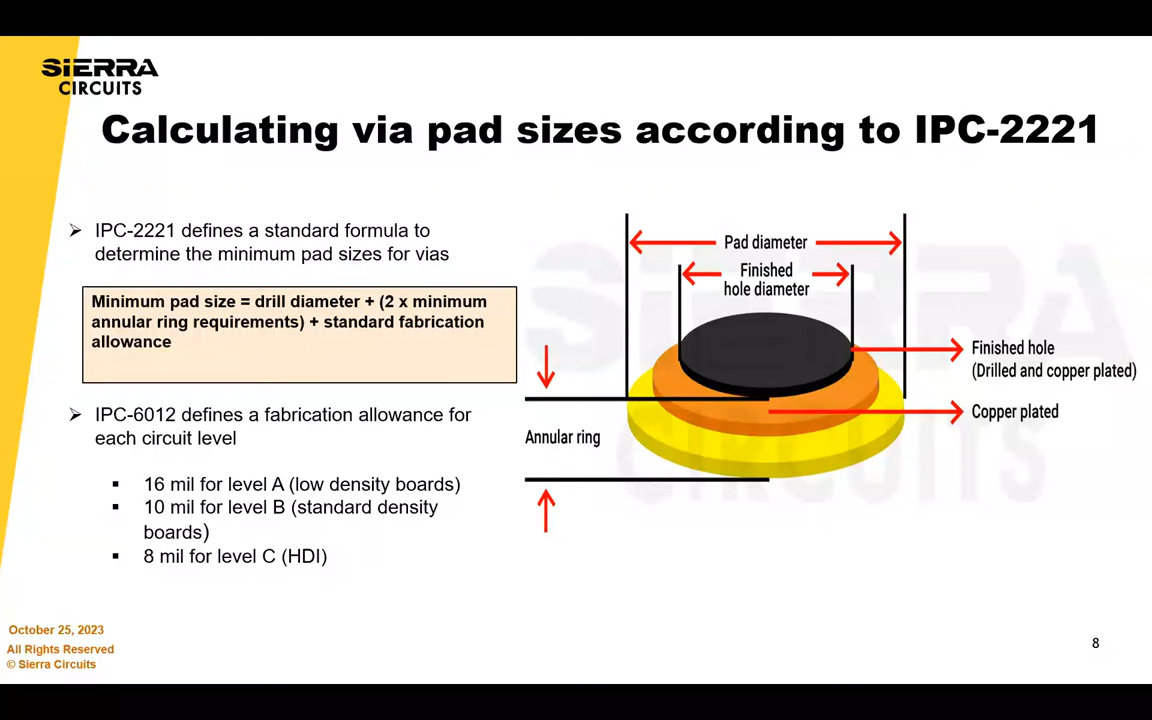 SIERRA
CIRCUITS
Calculating via pad sizes according to IPC-2221
➢ IPC-2221 defines a standard formula to
determine the minimum pad sizes for vias
Minimum pad size = drill diameter + (2 x minimum
annular ring requirements) + standard fabrication
allowance
➢ IPC-6012 defines a fabrication allowance for
each circuit level
▪ 16 mil for level A (low density boards)
▪ 10 mil for level B (standard density
boards)
▪ 8 mil for level C (HDI)
SIERRA
CIRCUITS
Pad diameter
Finished
hole diameter
Finished hole
(Drilled and copper plated)
Copper plated
Annular ring
October 25, 2023
All Rights Reserved
© Sierra Circuits
8